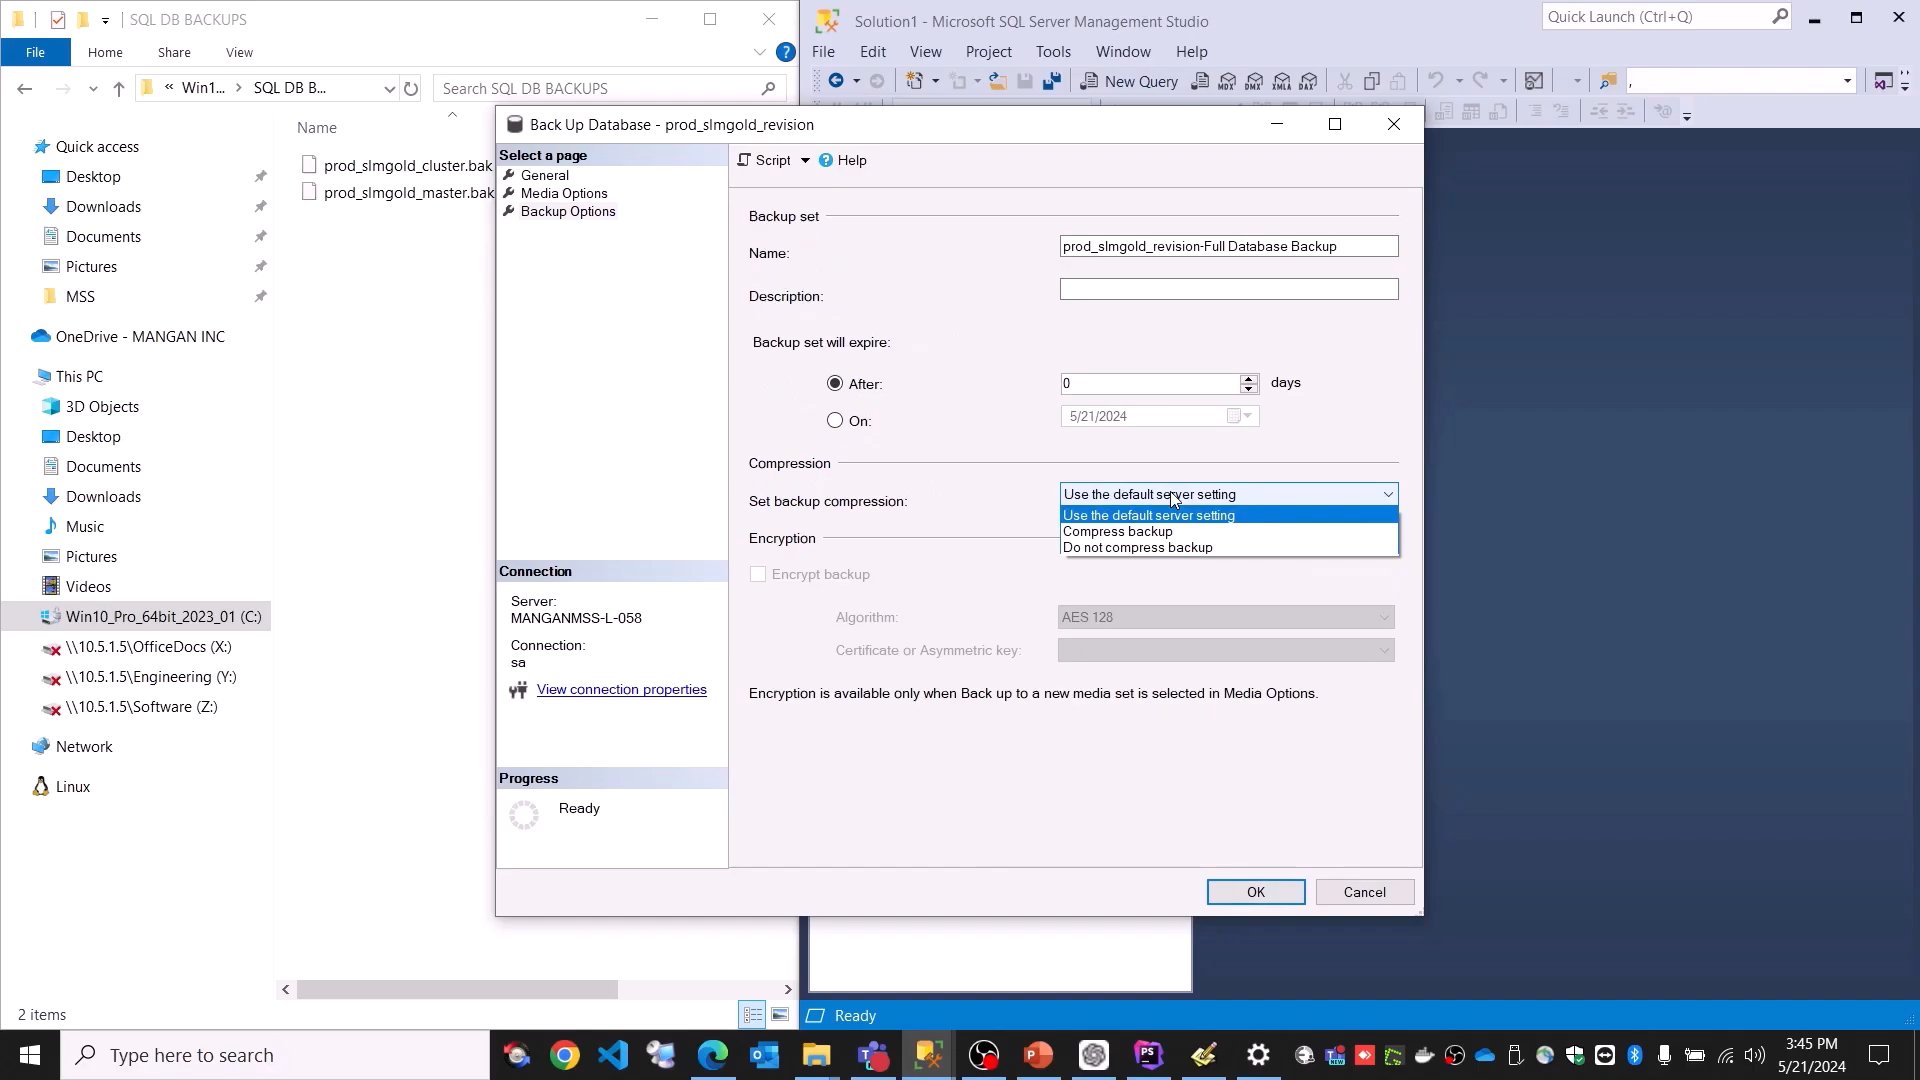 SQL DB BACKUPS
File
Home
Share
View
Win1...
SQL DB B...
Search SQL DB BACKUPS
Name
prod_slmgold_cluster.bak
prod_slmgold_master.bak
Quick access
Desktop
Downloads
Documents
Pictures
MSS
OneDrive - MANGAN INC
This PC
3D Objects
Desktop
Documents
Downloads
Music
Pictures
Videos
Win10_Pro_64bit_2023_01 (C:)
\\10.5.1.5\OfficeDocs (X:)
\\10.5.1.5\Engineering (Y:)
\\10.5.1.5\Software (Z:)
Network
Linux
2 items
Solution1 - Microsoft SQL Server Management Studio
Quick Launch (Ctrl+Q)
File
Edit
View
Project
Tools
Window
Help
New Query
MDX
DMX
XMLA
DAX
,
Back Up Database - prod_slmgold_revision
Select a page
General
Media Options
Backup Options
Script
Help
Backup set
Name:
prod_slmgold_revision-Full Database Backup
Description:
Backup set will expire:
After:
0
days
On:
5/21/2024
Compression
Set backup compression:
Use the default server setting
Use the default server setting
Compress backup
Do not compress backup
Encryption
Encrypt backup
Algorithm:
AES 128
Certificate or Asymmetric key:
Encryption is available only when Back up to a new media set is selected in Media Options.
Connection
Server:
MANGANMSS-L-058
Connection:
sa
View connection properties
Progress
Ready
OK
Cancel
Ready
Type here to search
3:45 PM
5/21/2024